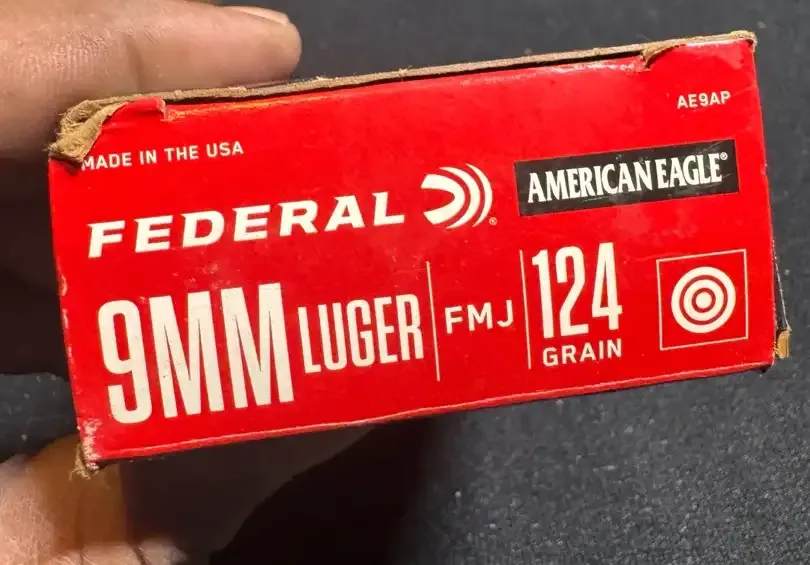 MADE IN THE USA
AE9AP
FEDERAL®
AMERICAN EAGLE®
9MM LUGER
FMJ
124
GRAIN